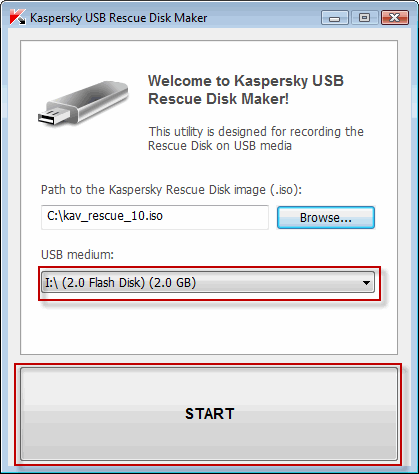 Kaspersky USB Rescue Disk Maker
Welcome to Kaspersky USB
Rescue Disk Maker!
This utility is designed for recording the
Rescue Disk on USB media
Path to the Kaspersky Rescue Disk image (.iso):
C:\kav_rescue_10.iso
Browse...
USB medium:
I:\ (2.0 Flash Disk) (2.0 GB)
START